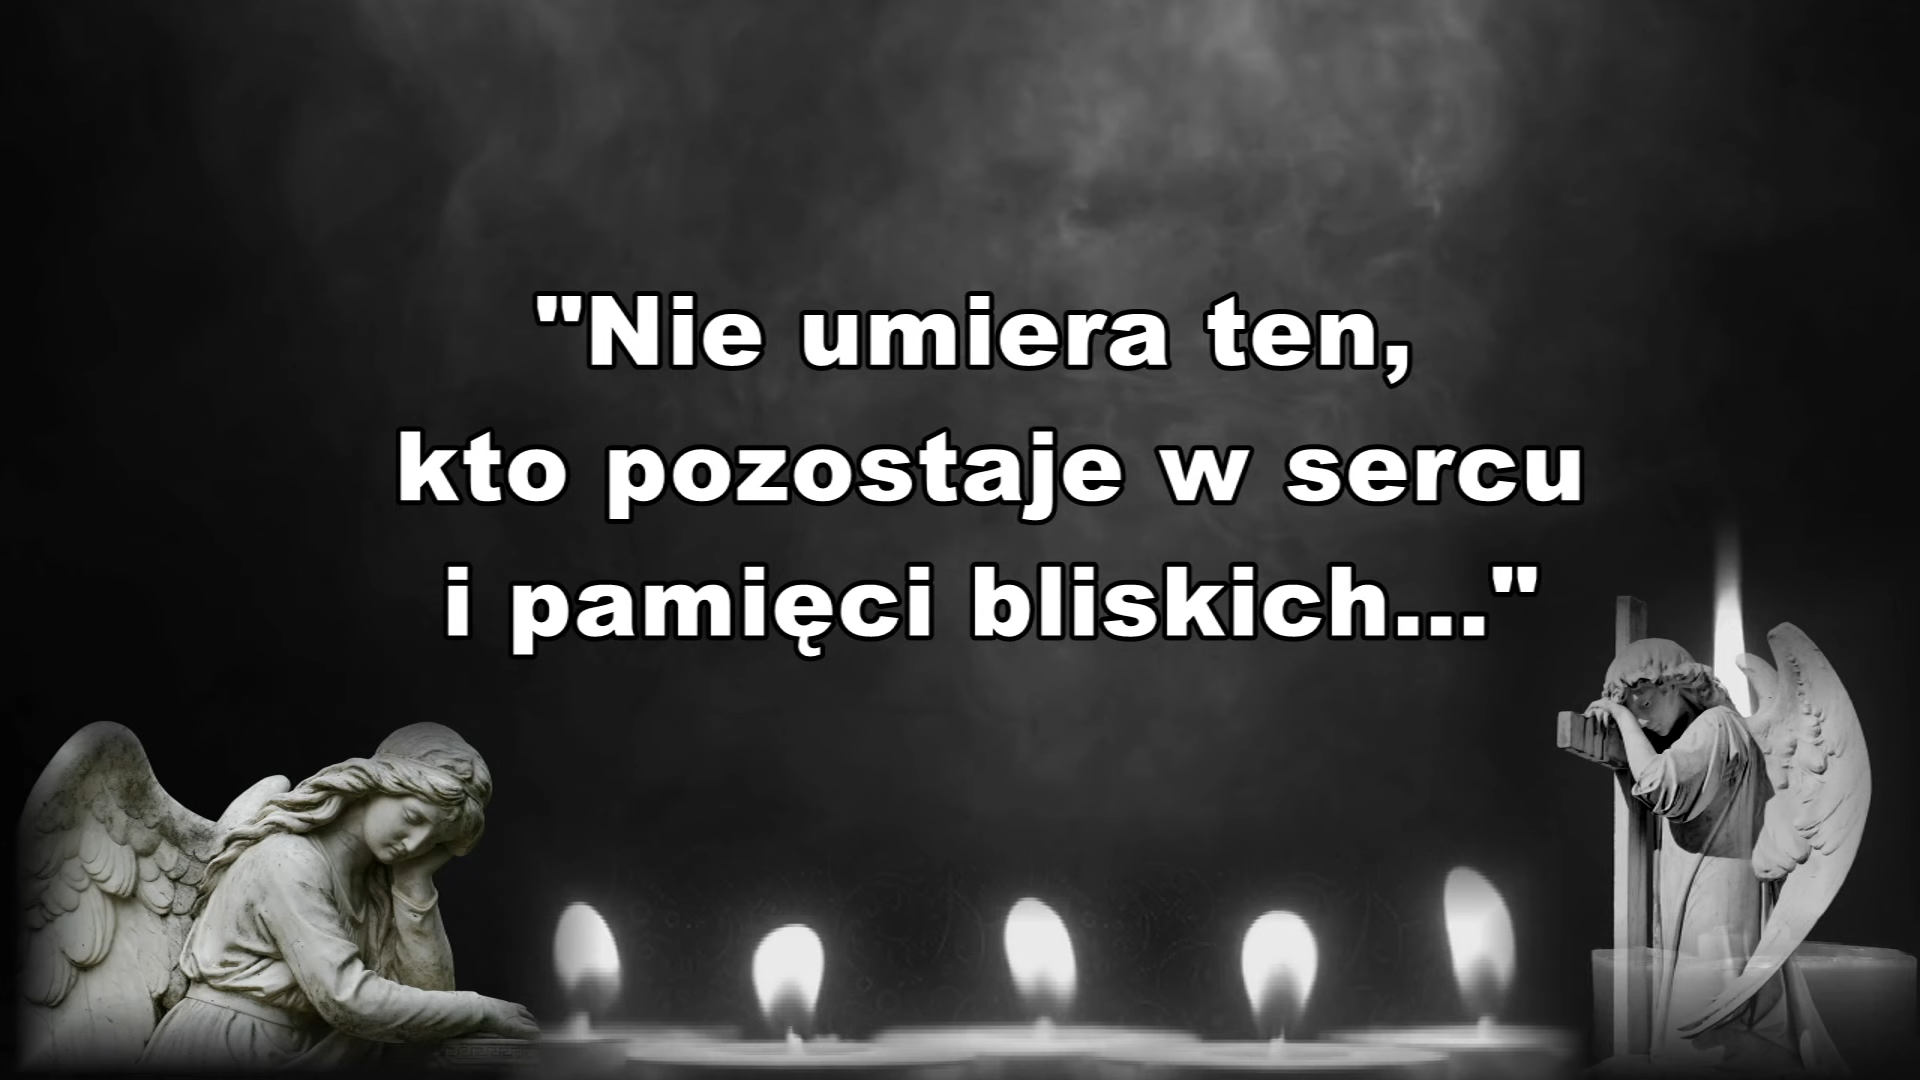 "Nie umiera ten,
kto pozostaje w sercu
i pamięci bliskich..."